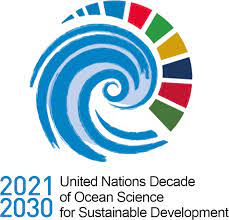 2021
2030
United Nations Decade
of Ocean Science
for Sustainable Development